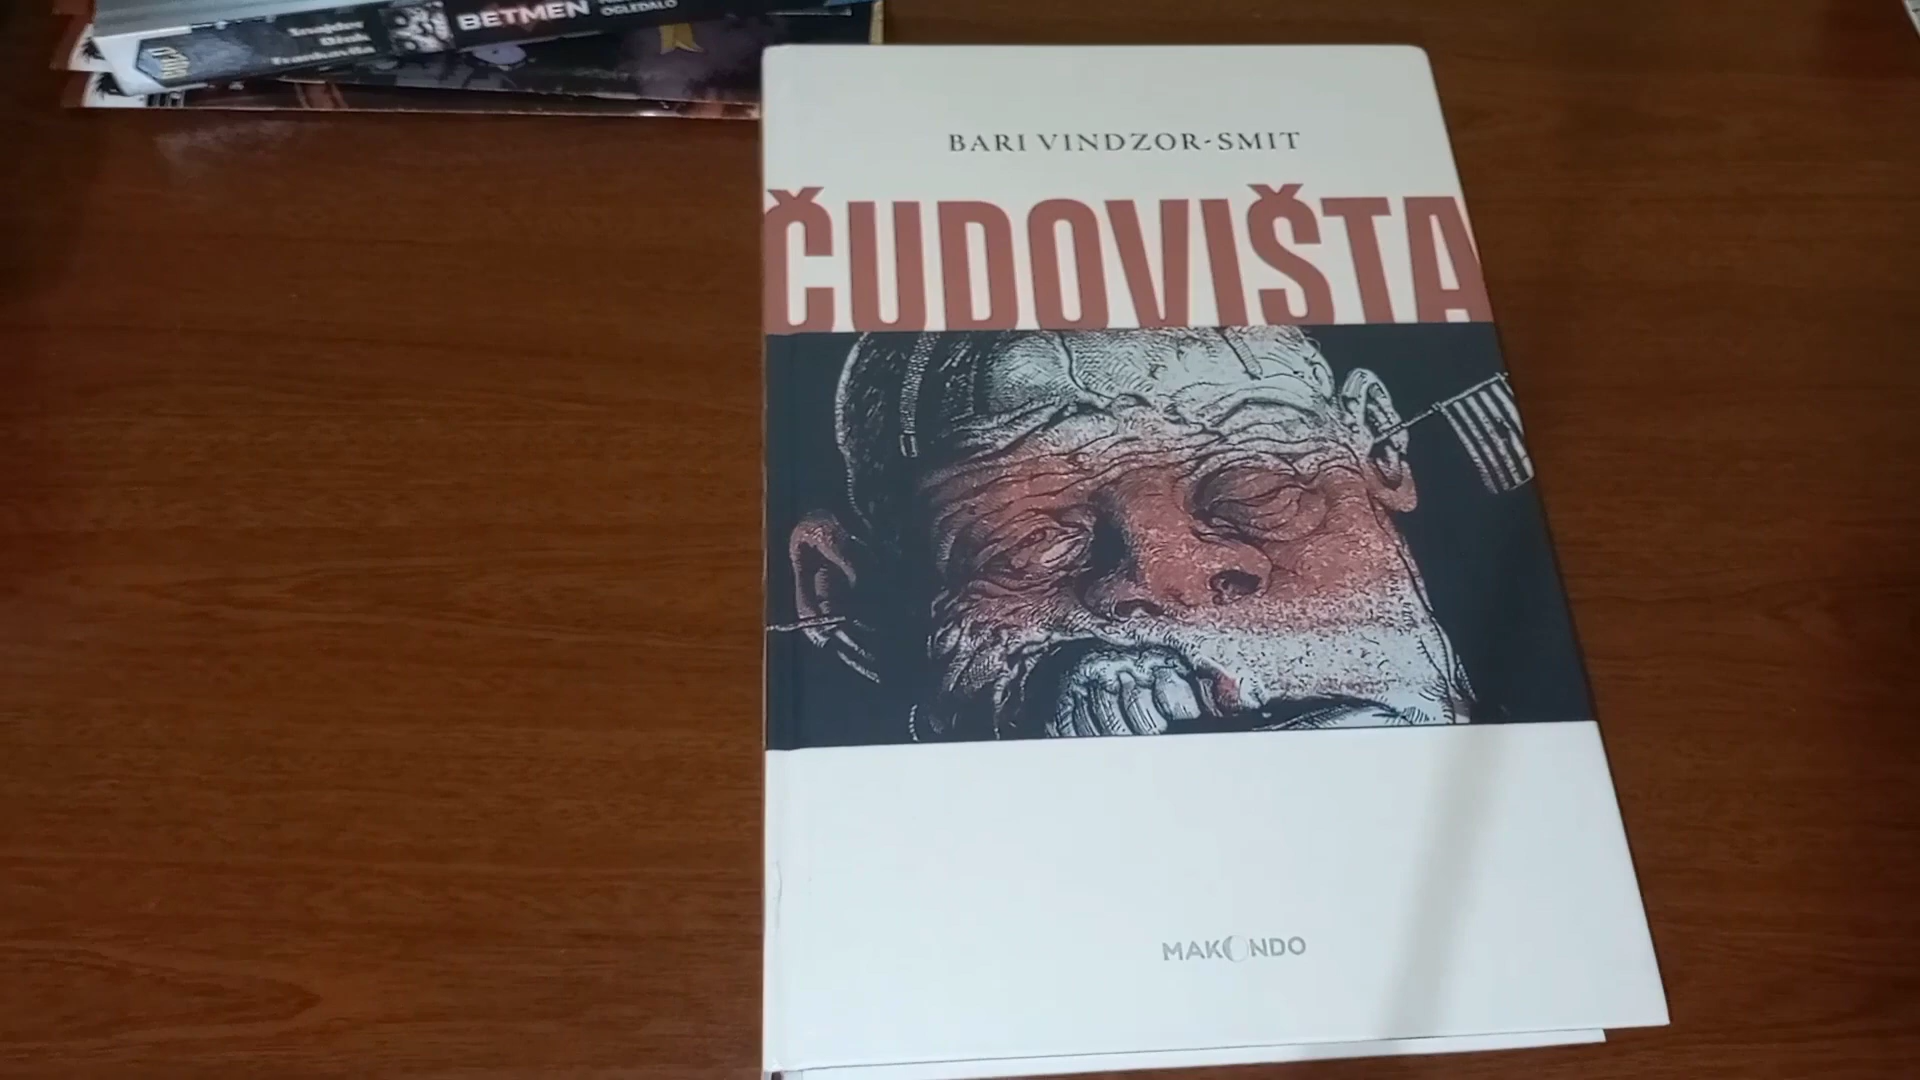 BETMEN
OGLEDALO
BARI VINDZOR-SMIT
ČUDOVIŠTA
MAKONDO